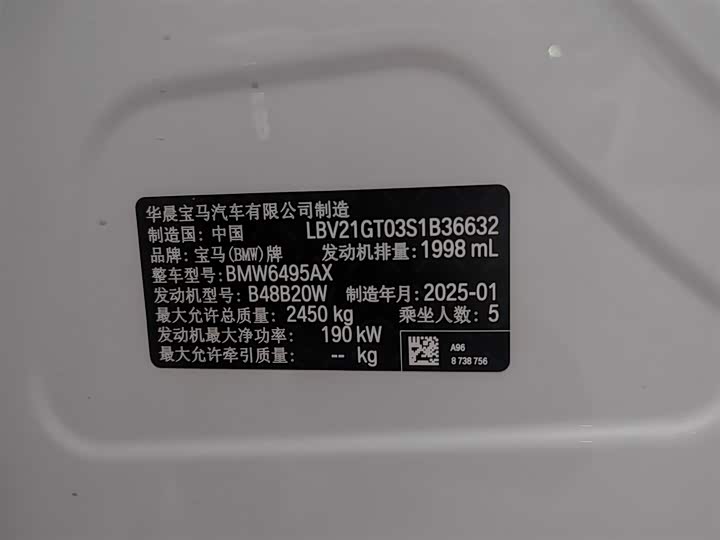 华晨宝马汽车有限公司制造
制造国: 中国 LBV21GT03S1B36632
品牌: 宝马(BMW)牌 发动机排量: 1998 mL
整车型号: BMW6495AX
发动机型号: B48B20W 制造年月: 2025-01
最大允许总质量: 2450 kg 乘坐人数: 5
发动机最大净功率: 190 kW
最大允许牵引质量: -- kg
A96
8 738 756